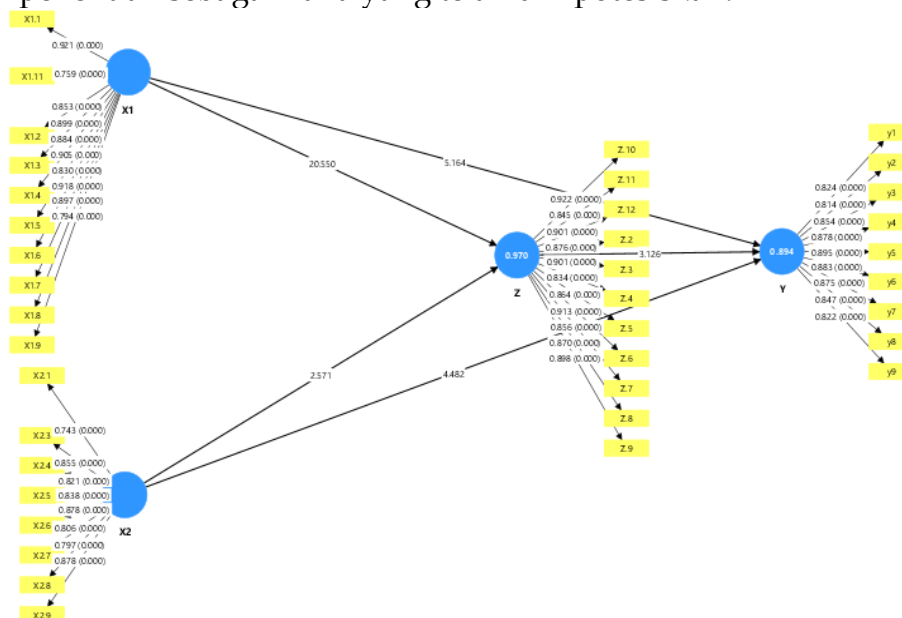 X1.1
0.921 (0.000)
X1.11
0.759 (0.000)
0.853 (0.000)
0.899 (0.000)
0.884 (0.000)
0.905 (0.000)
0.830 (0.000)
0.918 (0.000)
0.897 (0.000)
0.794 (0.000)
X1.2
X1.3
X1.4
X1.5
X1.6
X1.7
X1.8
X1.9
X1
20.550
5.164
X2.1
X2.3
X2.4
X2.5
X2.6
X2.7
X2.8
X2.9
0.743 (0.000)
0.855 (0.000)
0.821 (0.000)
0.838 (0.000)
0.878 (0.000)
0.806 (0.000)
0.797 (0.000)
0.878 (0.000)
X2
2.571
4.482
0.970
Z
0.922 (0.000)
0.845 (0.000)
0.901 (0.000)
0.876 (0.000)
0.901 (0.000)
0.834 (0.000)
0.864 (0.000)
0.913 (0.000)
0.856 (0.000)
0.870 (0.000)
0.898 (0.000)
Z.10
Z.11
Z.12
Z.2
Z.3
Z.4
Z.5
Z.6
Z.7
Z.8
Z.9
3.126
0.894
Y
0.824 (0.000)
0.814 (0.000)
0.854 (0.000)
0.878 (0.000)
0.895 (0.000)
0.883 (0.000)
0.875 (0.000)
0.847 (0.000)
0.822 (0.000)
y1
y2
y3
y4
y5
y6
y7
y8
y9